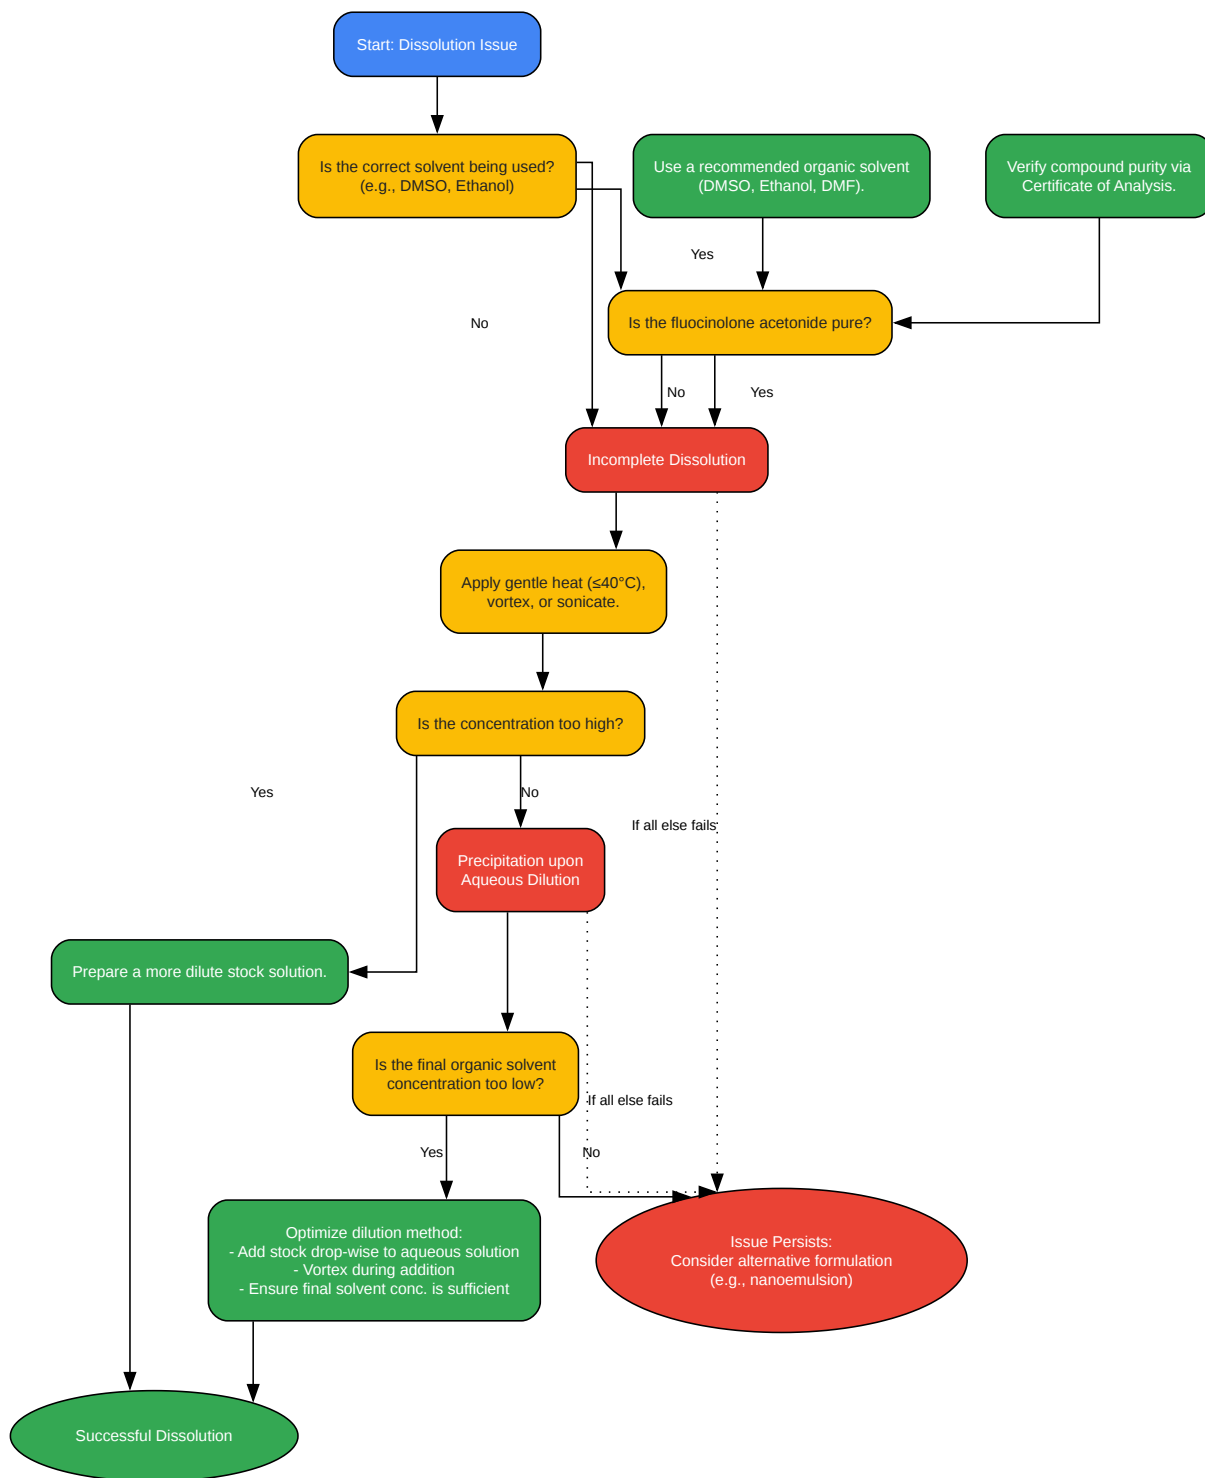 Start: Dissolution Issue
Is the correct solvent being used?
(e.g., DMSO, Ethanol)
Use a recommended organic solvent
(DMSO, Ethanol, DMF).
Verify compound purity via
Certificate of Analysis.
Yes
No
Is the fluocinolone acetonide pure?
No
Yes
Incomplete Dissolution
Apply gentle heat (≤40°C),
vortex, or sonicate.
Is the concentration too high?
Yes
No
If all else fails
Precipitation upon
Aqueous Dilution
Prepare a more dilute stock solution.
Is the final organic solvent
concentration too low?
If all else fails
Yes
No
Optimize dilution method:
- Add stock drop-wise to aqueous solution
- Vortex during addition
- Ensure final solvent conc. is sufficient
Issue Persists:
Consider alternative formulation
(e.g., nanoemulsion)
Successful Dissolution